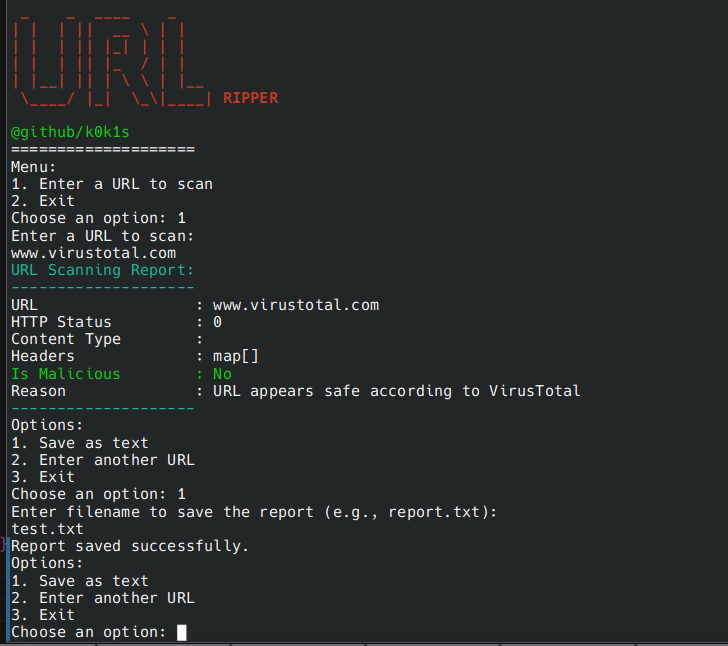 URL RIPPER
@github/k0k1s
====================
Menu:
1. Enter a URL to scan
2. Exit
Choose an option: 1
Enter a URL to scan:
www.virustotal.com
URL Scanning Report:
--------------------
URL : www.virustotal.com
HTTP Status : 0
Content Type :
Headers : map[]
Is Malicious : No
Reason : URL appears safe according to VirusTotal
--------------------
Options:
1. Save as text
2. Enter another URL
3. Exit
Choose an option: 1
Enter filename to save the report (e.g., report.txt):
test.txt
Report saved successfully.
Options:
1. Save as text
2. Enter another URL
3. Exit
Choose an option: